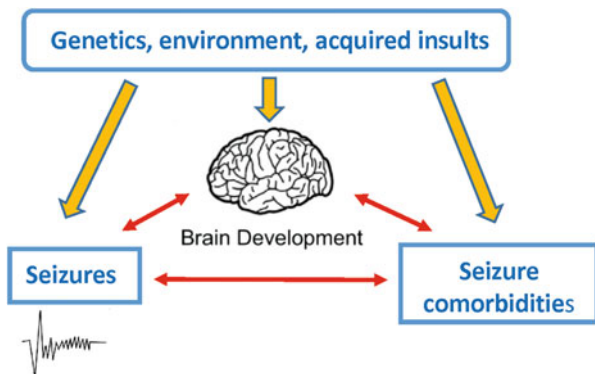 Genetics, environment, acquired insults
Brain Development
Seizures
Seizure
comorbidities